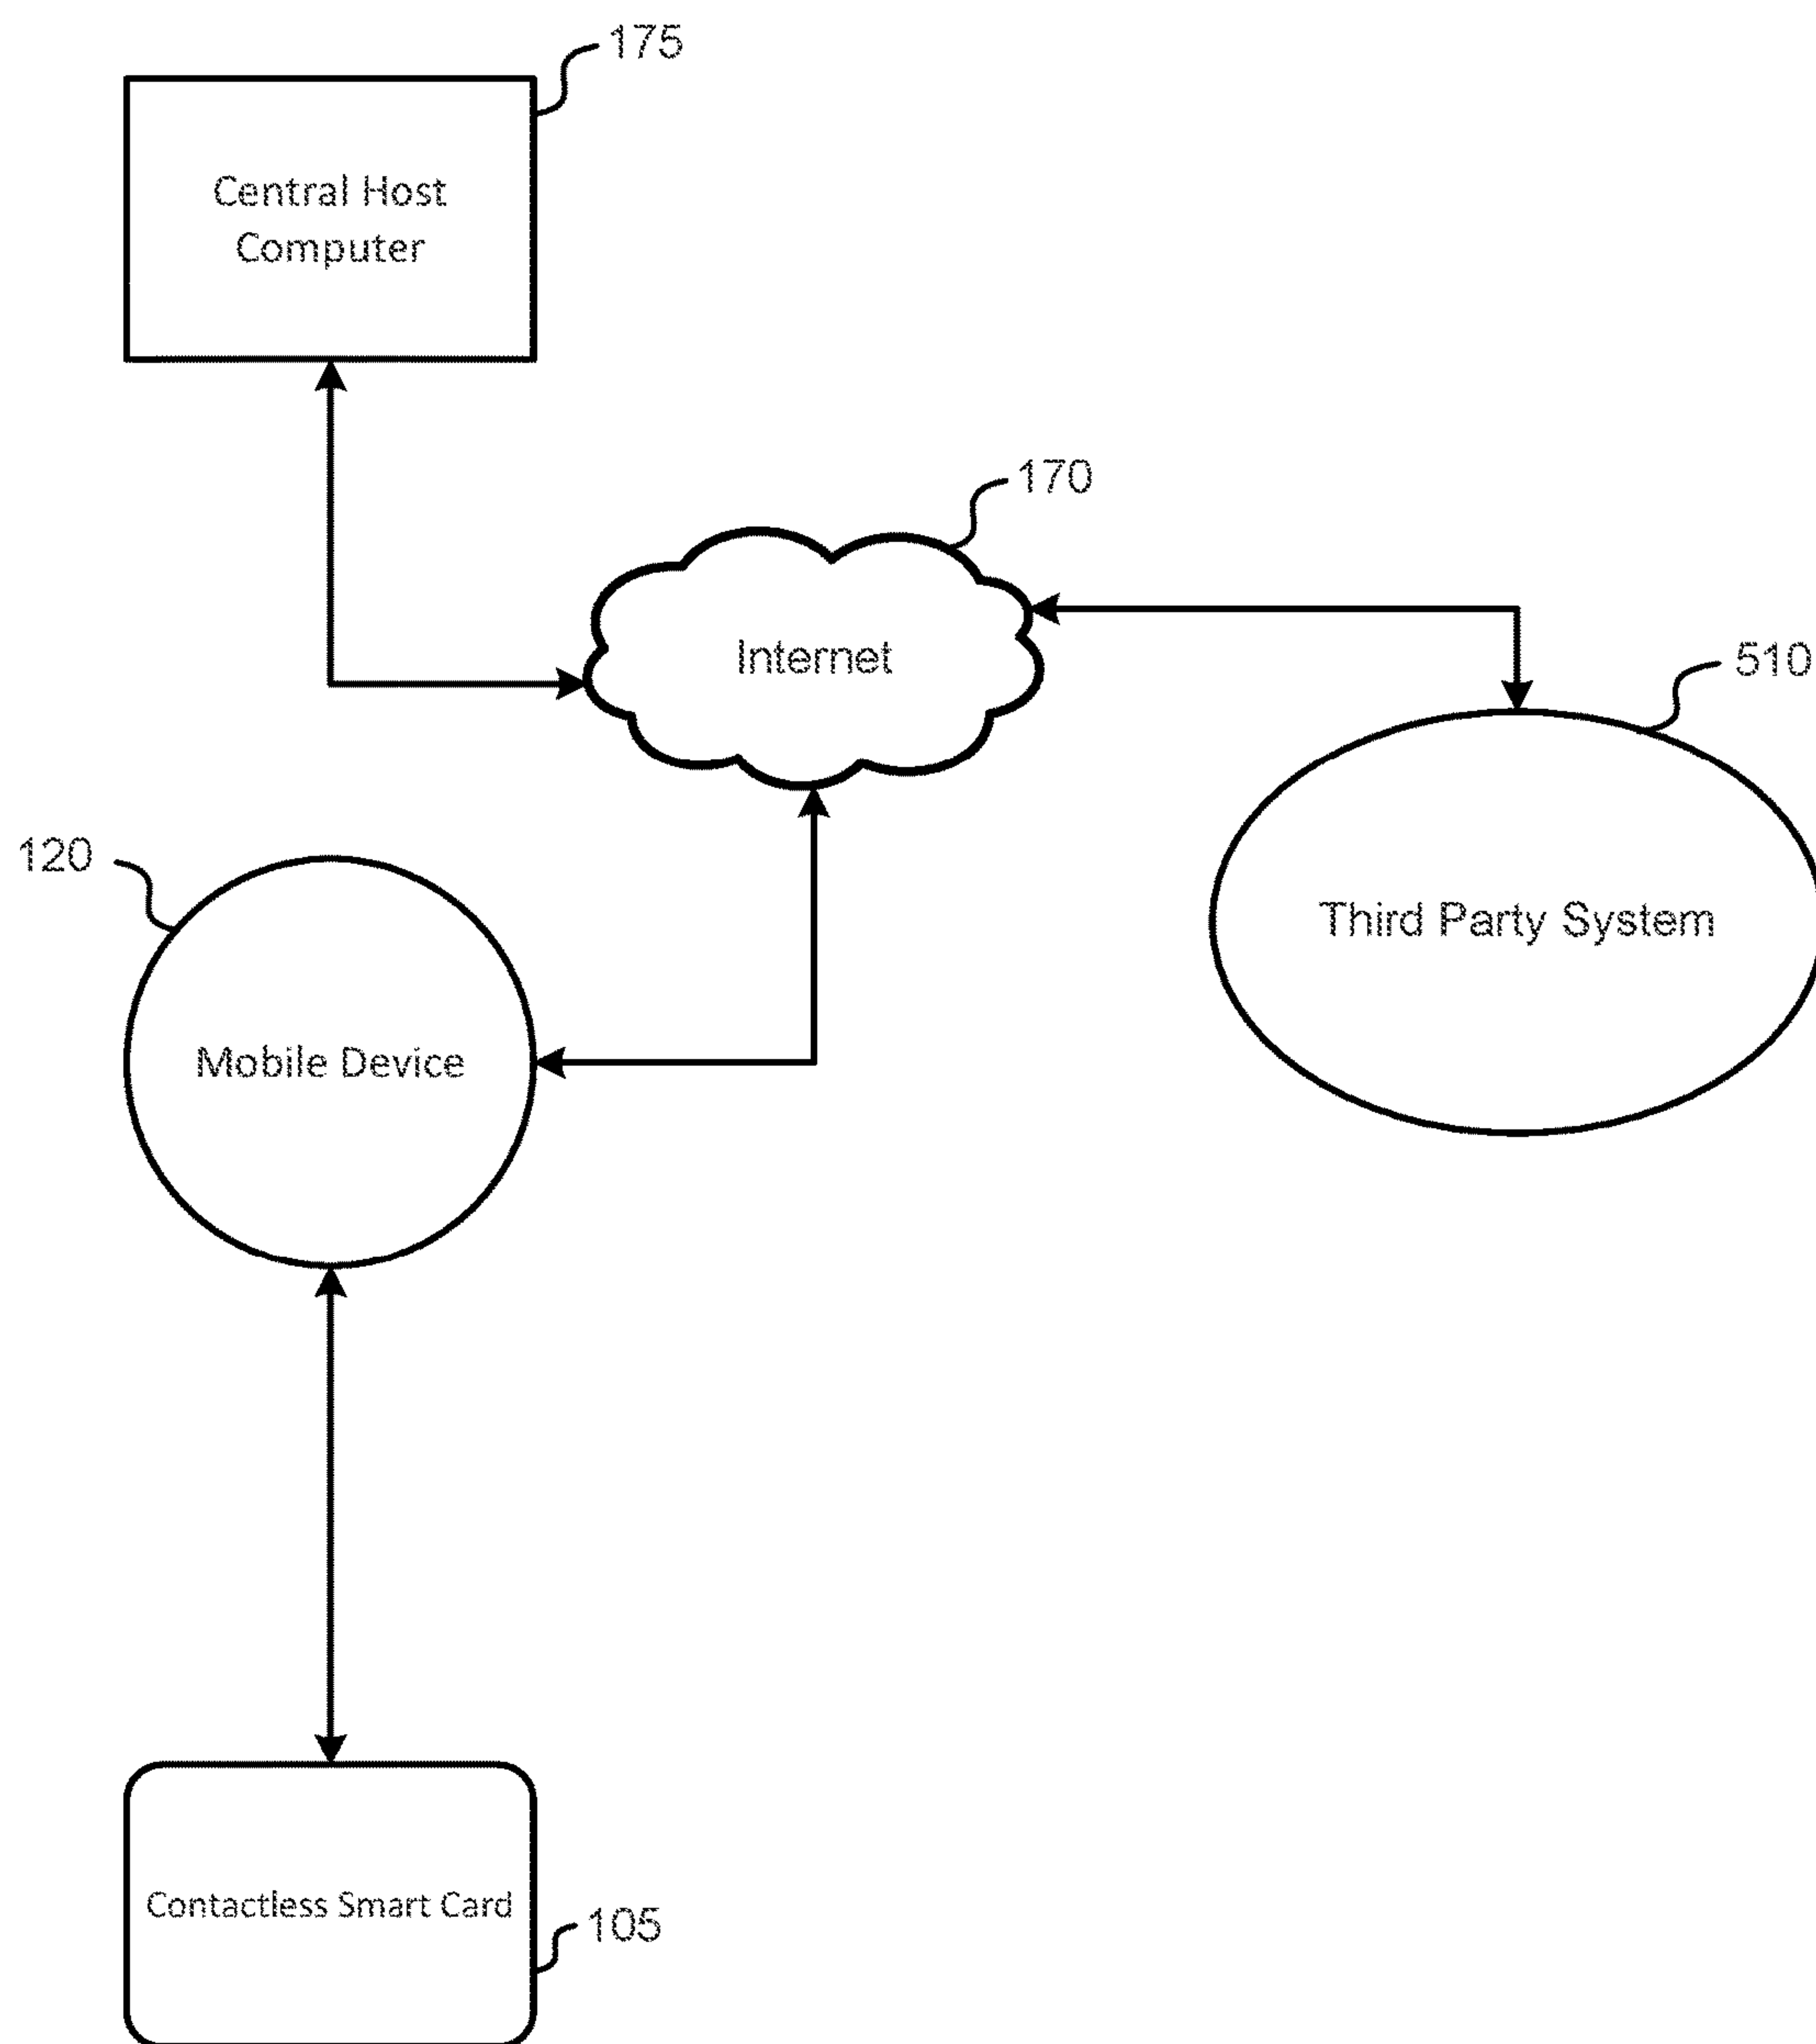 175
Central Host
Computer
170
Internet
510
120
Third Party System
Mobile Device
Contactless Smart Card
105